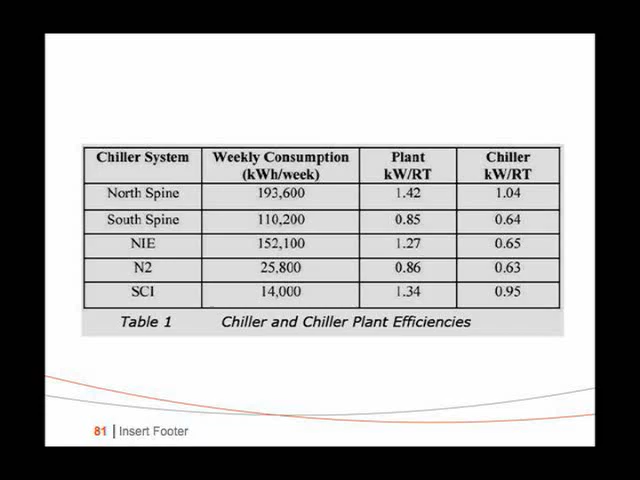 Chiller System Weekly Consumption (kWh/week) Plant kW/RT Chiller kW/RT
North Spine 193,600 1.42 1.04
South Spine 110,200 0.85 0.64
NIE 152,100 1.27 0.65
N2 25,800 0.86 0.63
SCI 14,000 1.34 0.95
Table 1 Chiller and Chiller Plant Efficiencies
81 | Insert Footer